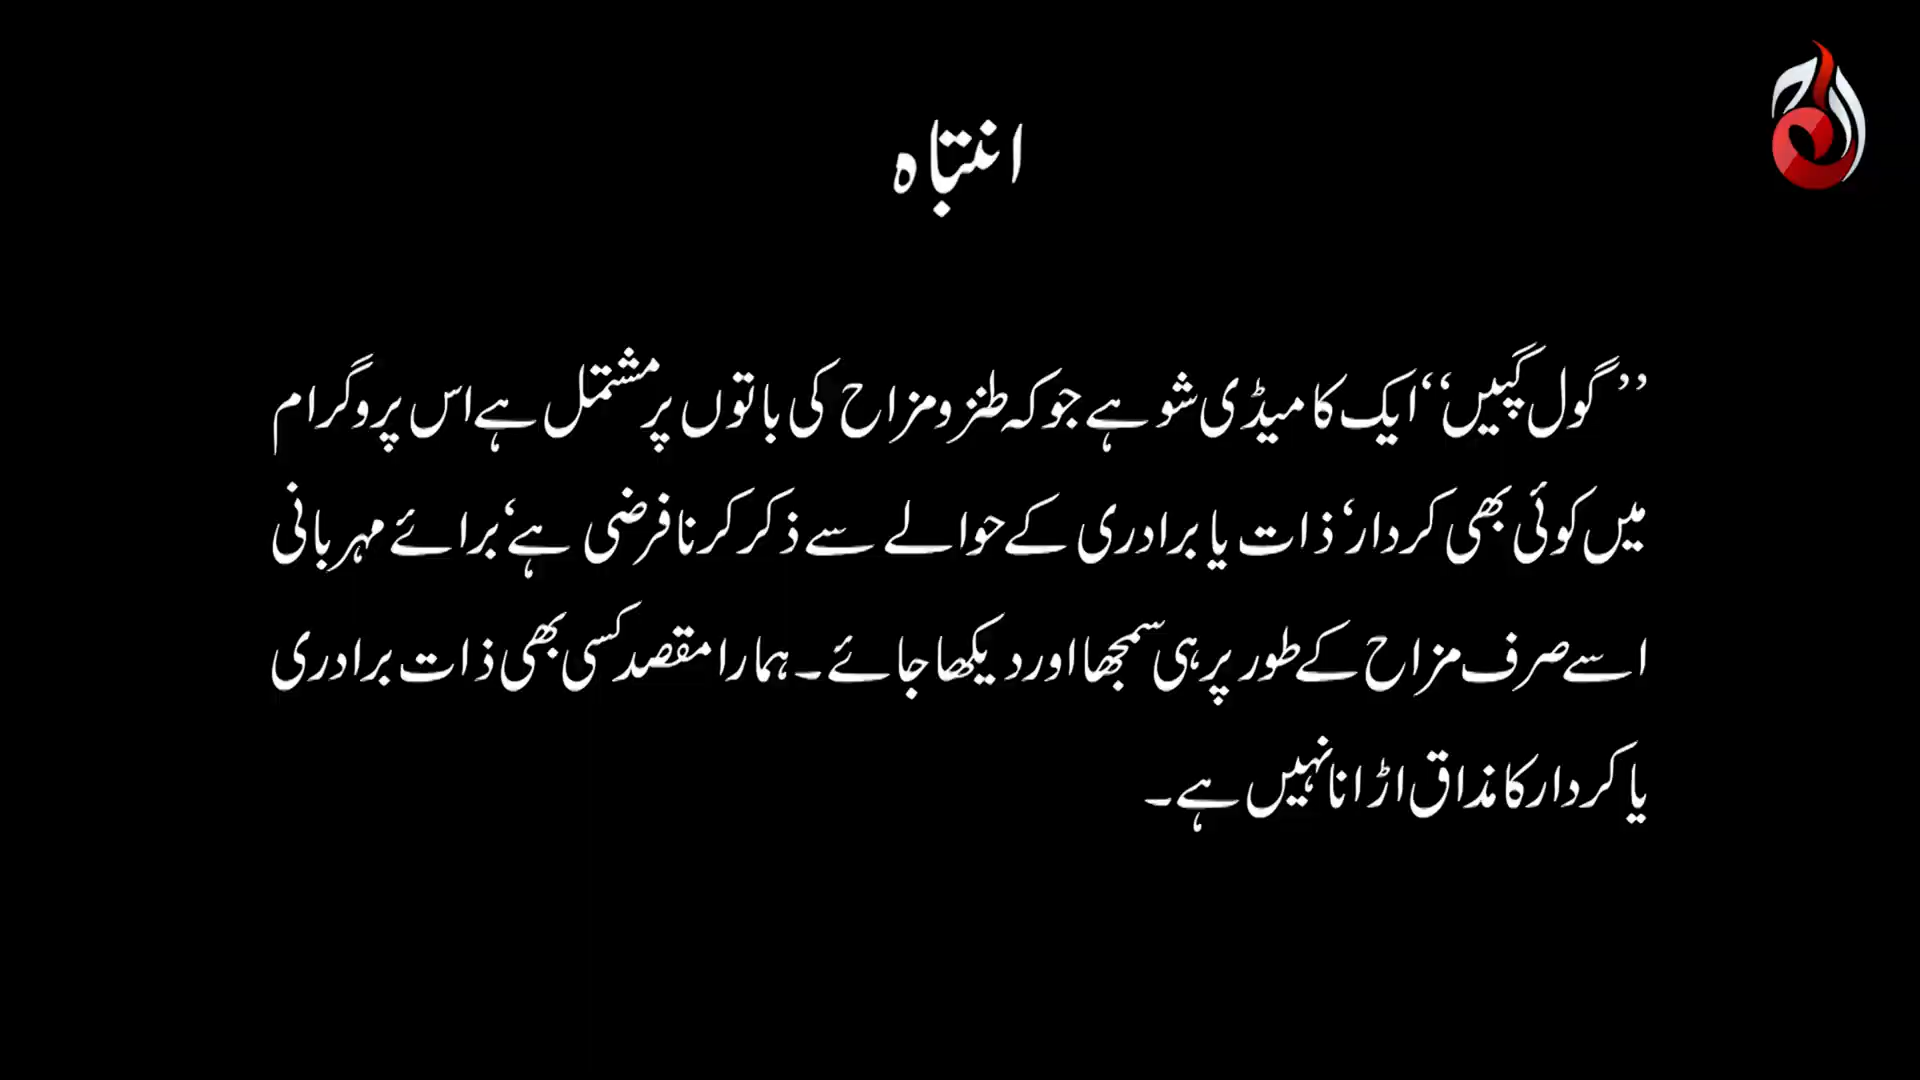 انتباہ
’’گول گپیں‘‘ ایک کامیڈی شو ہے جو کہ طنز و مزاح کی باتوں پر مشتمل ہے اس پروگرام
میں کوئی بھی کردار‘ ذات یا برادری کے حوالے سے ذکر کرنا فرضی ہے‘ برائے مہربانی
اسے صرف مزاح کے طور پر ہی سمجھا اور دیکھا جائے۔ ہمارا مقصد کسی بھی ذات برادری
یا کردار کا مذاق اڑانا نہیں ہے۔